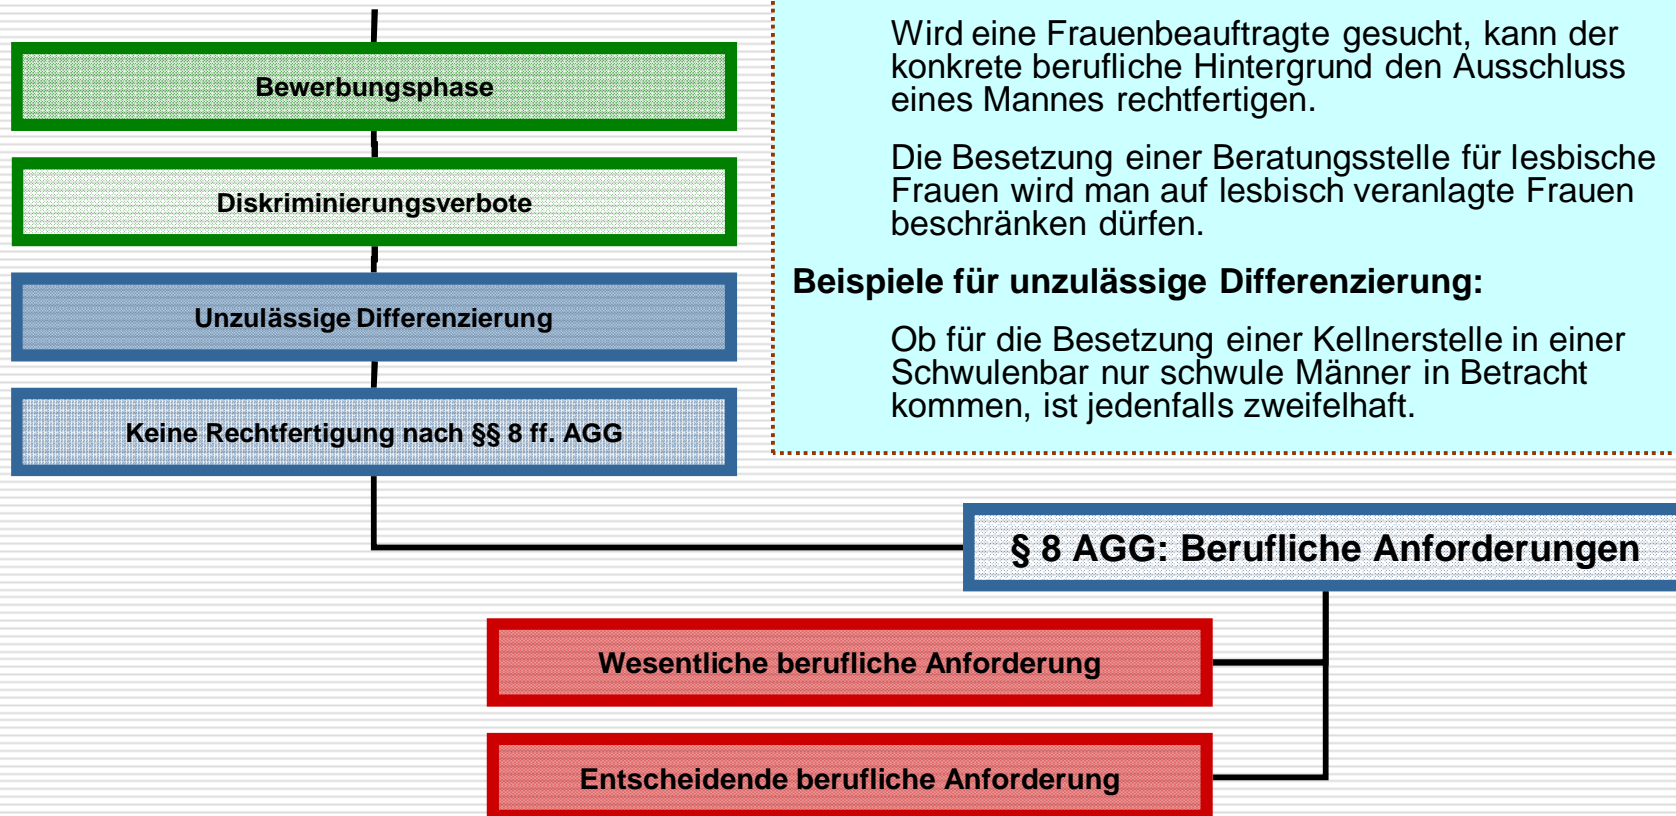 Bewerbungsphase
Diskriminierungsverbote
Unzulässige Differenzierung
Keine Rechtfertigung nach §§ 8 ff. AGG
Wird eine Frauenbeauftragte gesucht, kann der
konkrete berufliche Hintergrund den Ausschluss
eines Mannes rechtfertigen.
Die Besetzung einer Beratungsstelle für lesbische
Frauen wird man auf lesbisch veranlagte Frauen
beschränken dürfen.
Beispiele für unzulässige Differenzierung:
Ob für die Besetzung einer Kellnerstelle in einer
Schwulenbar nur schwule Männer in Betracht
kommen, ist jedenfalls zweifelhaft.
§ 8 AGG: Berufliche Anforderungen
Wesentliche berufliche Anforderung
Entscheidende berufliche Anforderung